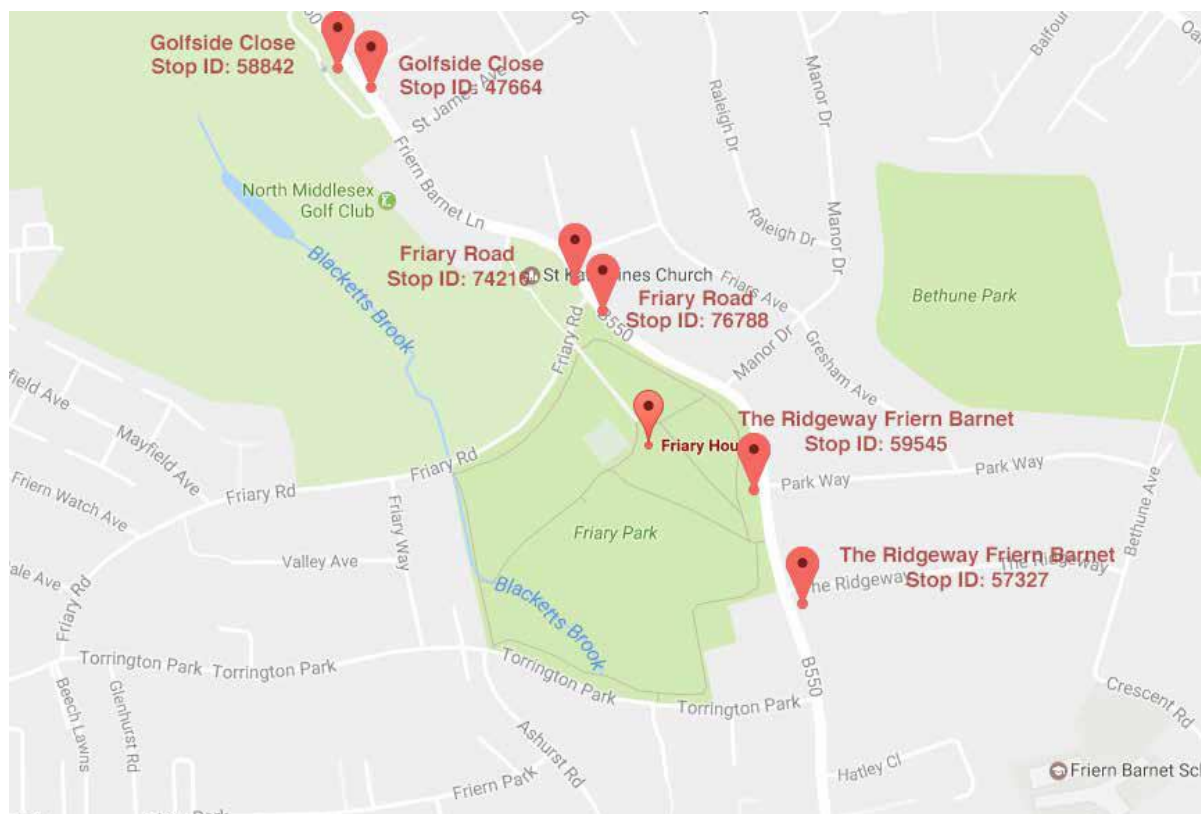 Golfside Close
Stop ID: 58842
Golfside Close
Stop ID: 47664
St James Ave
Friern Barnet Ln
North Middlesex
Golf Club
Blacketts Brook
Raleigh Dr
Raleigh Dr
Manor Dr
Manor Dr
Manor Dr
Friary Road
Stop ID: 74216
Friary Road
Stop ID: 76788
B550
Friars Ave
Gresham Ave
Bethune Park
Friary Rd
The Ridgeway Friern Barnet
Stop ID: 59545
Park Way
Park Way
Bethune Ave
Mayfield Ave
Friern Watch Ave
Friary Rd
Friary Rd
Friary Way
Valley Ave
Friary Park
The Ridgeway Friern Barnet
Stop ID: 57327
The Ridgeway
Blacketts Brook
Friary Rd
Torrington Park
Torrington Park
Torrington Park
Torrington Park
B550
Beech Lawns
Glenhurst Rd
Ashurst Rd
Friern Park
Crescent Rd
Hatley Cl
Friern Barnet